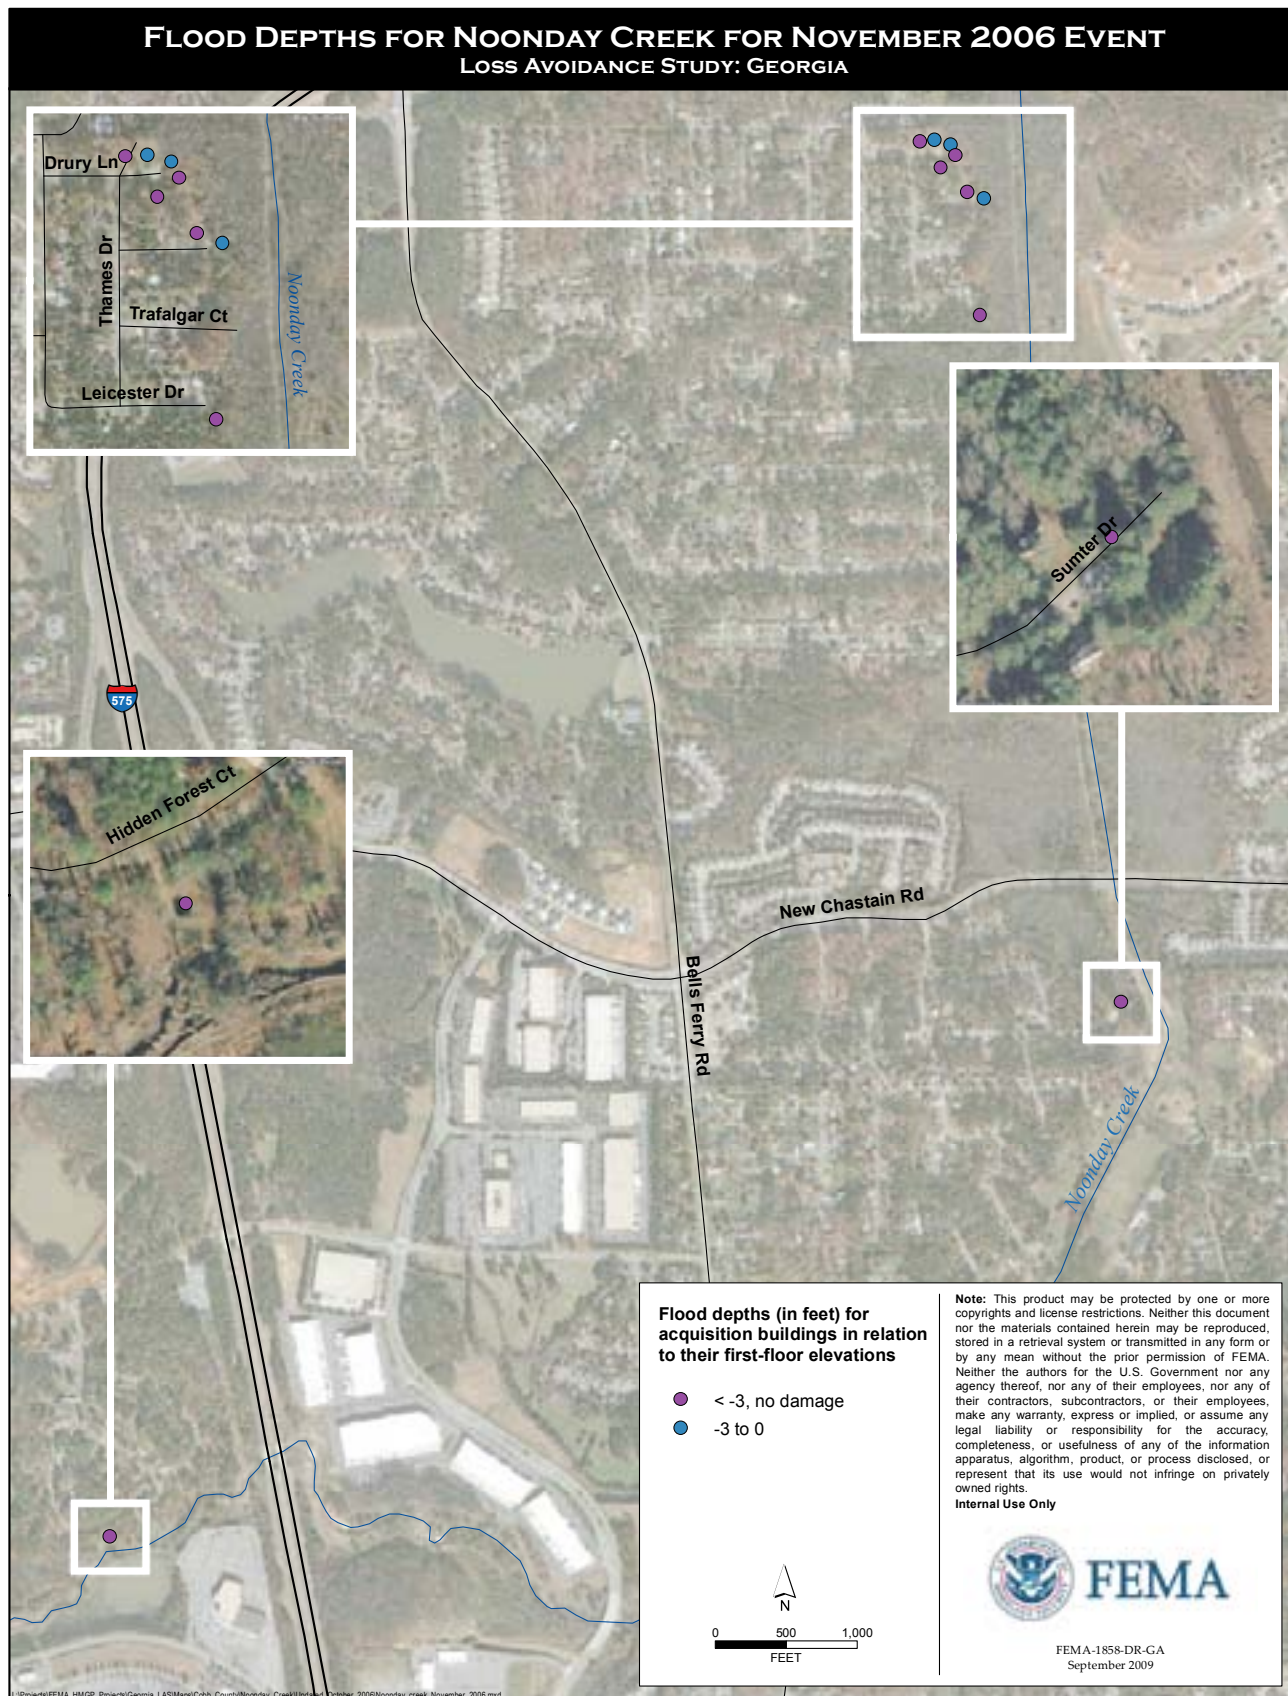 FLOOD DEPTHS FOR NOONDAY CREEK FOR NOVEMBER 2006 EVENT
LOSS AVOIDANCE STUDY: GEORGIA
Drury Ln
Thames Dr
Noonday Creek
Trafalgar Ct
Leicester Dr
Sumter Dr
575
Hidden Forest Ct
New Chastain Rd
Bells Ferry Rd
Noonday Creek
Flood depths (in feet) for
acquisition buildings in relation
to their first-floor elevations
< -3, no damage
-3 to 0
N
0 500 1,000
FEET
Note: This product may be protected by one or more
copyrights and license restrictions. Neither this document
nor the materials contained herein may be reproduced,
stored in a retrieval system or transmitted in any form or
by any mean without the prior permission of FEMA.
Neither the authors for the U.S. Government nor any
agency thereof, nor any of their employees, nor any of
their contractors, subcontractors, or their employees,
make any warranty, express or implied, or assume any
legal liability or responsibility for the accuracy,
completeness, or usefulness of any of the information
apparatus, algorithm, product, or process disclosed, or
represent that its use would not infringe on privately
owned rights.
Internal Use Only
FEMA
FEMA-1858-DR-GA
September 2009